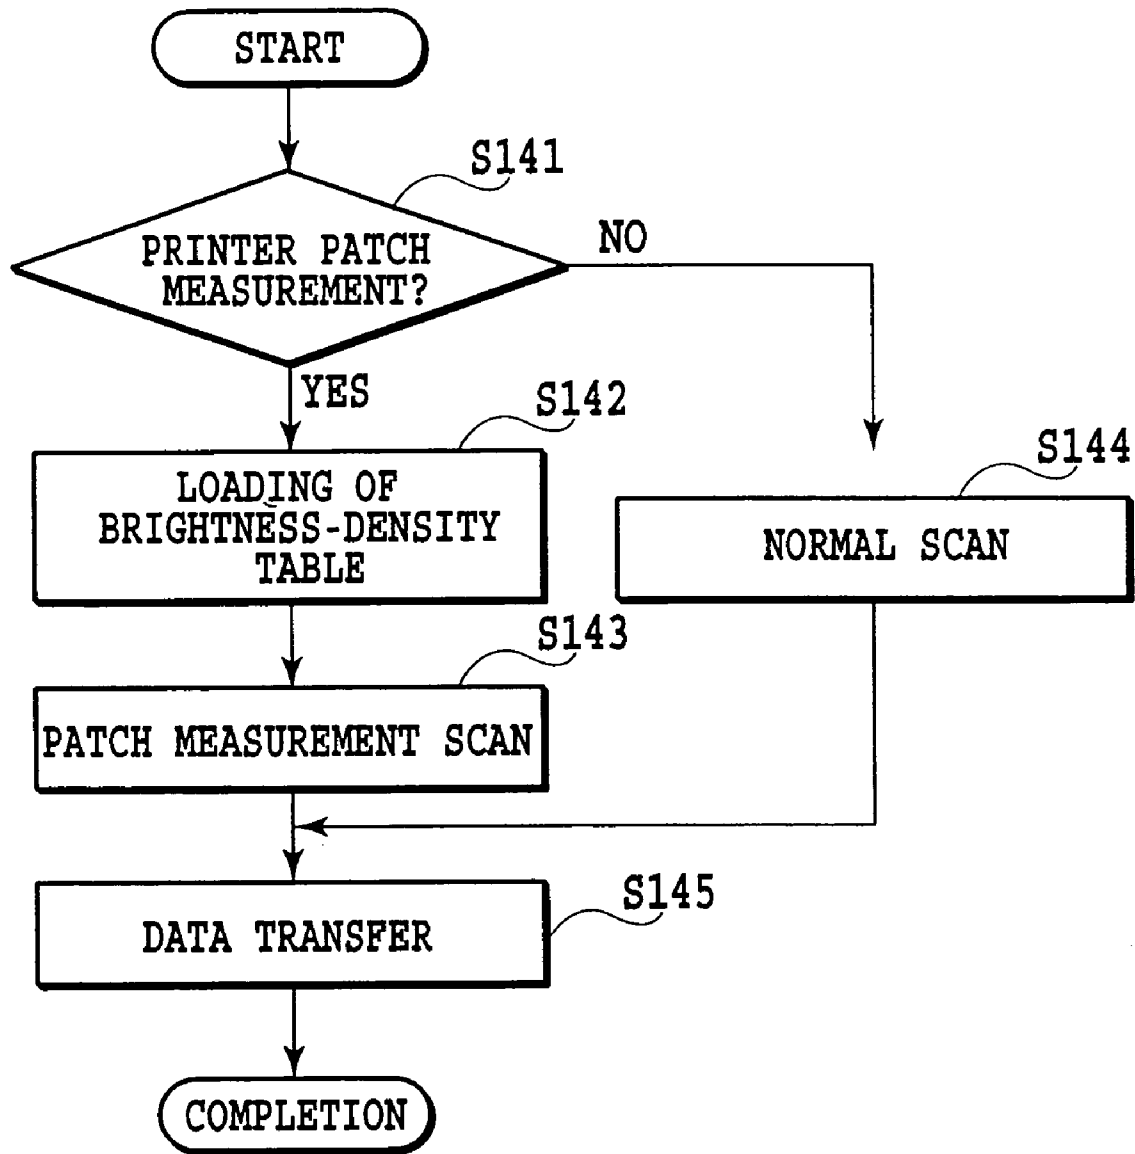 START
S141
PRINTER PATCH
MEASUREMENT?
NO
YES
S142
LOADING OF
BRIGHTNESS-DENSITY
TABLE
S144
NORMAL SCAN
S143
PATCH MEASUREMENT SCAN
S145
DATA TRANSFER
COMPLETION